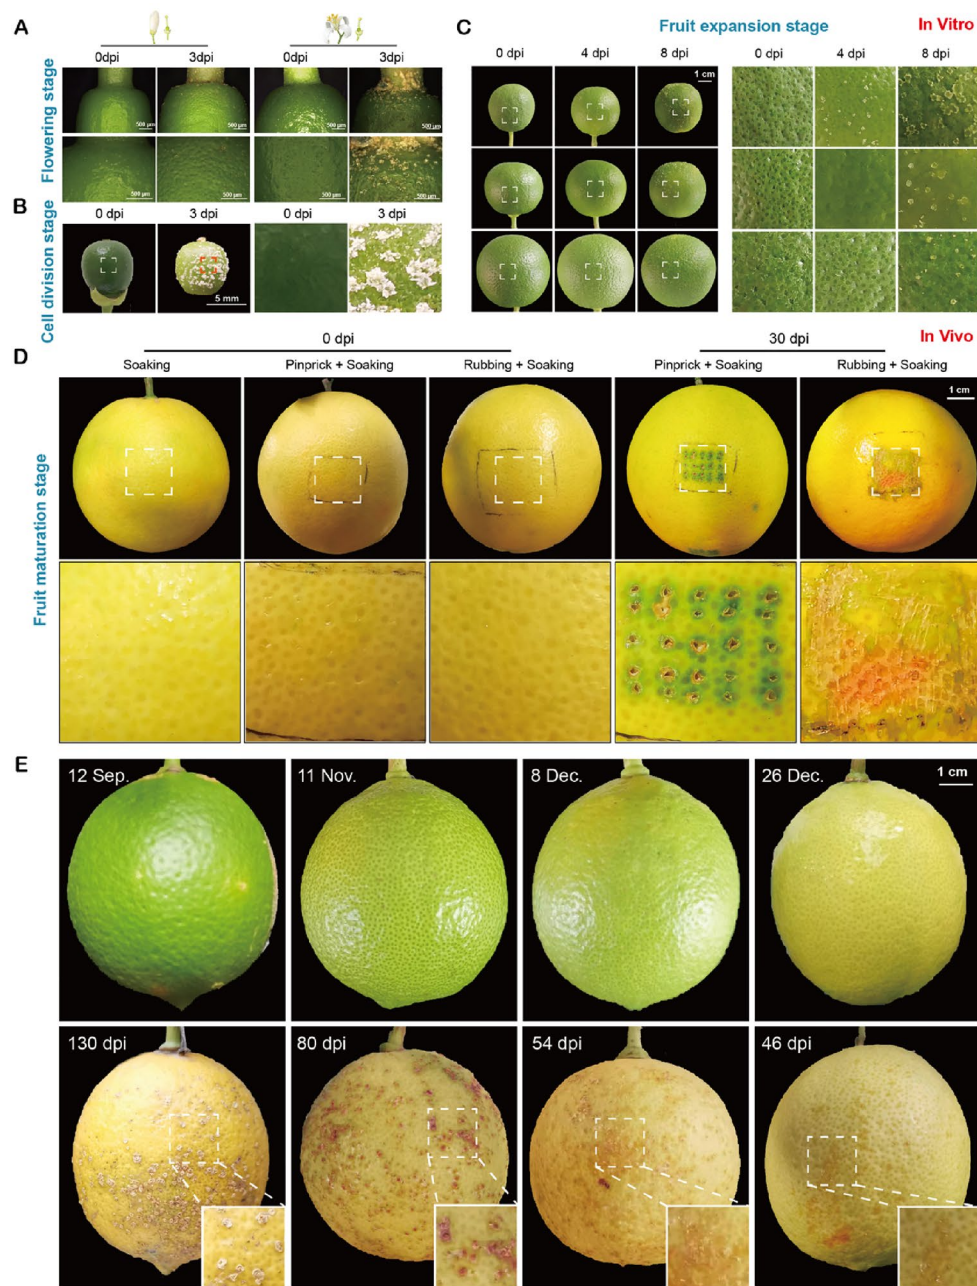 A
0dpi 3dpi 0dpi 3dpi
Flowering stage
500 μm 500 μm 500 μm 500 μm
500 μm 500 μm 500 μm 500 μm
B
Cell division stage
0 dpi 3 dpi 0 dpi 3 dpi
5 mm
C
Fruit expansion stage In Vitro
0 dpi 4 dpi 8 dpi 0 dpi 4 dpi 8 dpi
1 cm
D
0 dpi 30 dpi In Vivo
Soaking Pinprick + Soaking Rubbing + Soaking Pinprick + Soaking Rubbing + Soaking
1 cm
Fruit maturation stage
E
12 Sep. 11 Nov. 8 Dec. 26 Dec.
1 cm
130 dpi 80 dpi 54 dpi 46 dpi